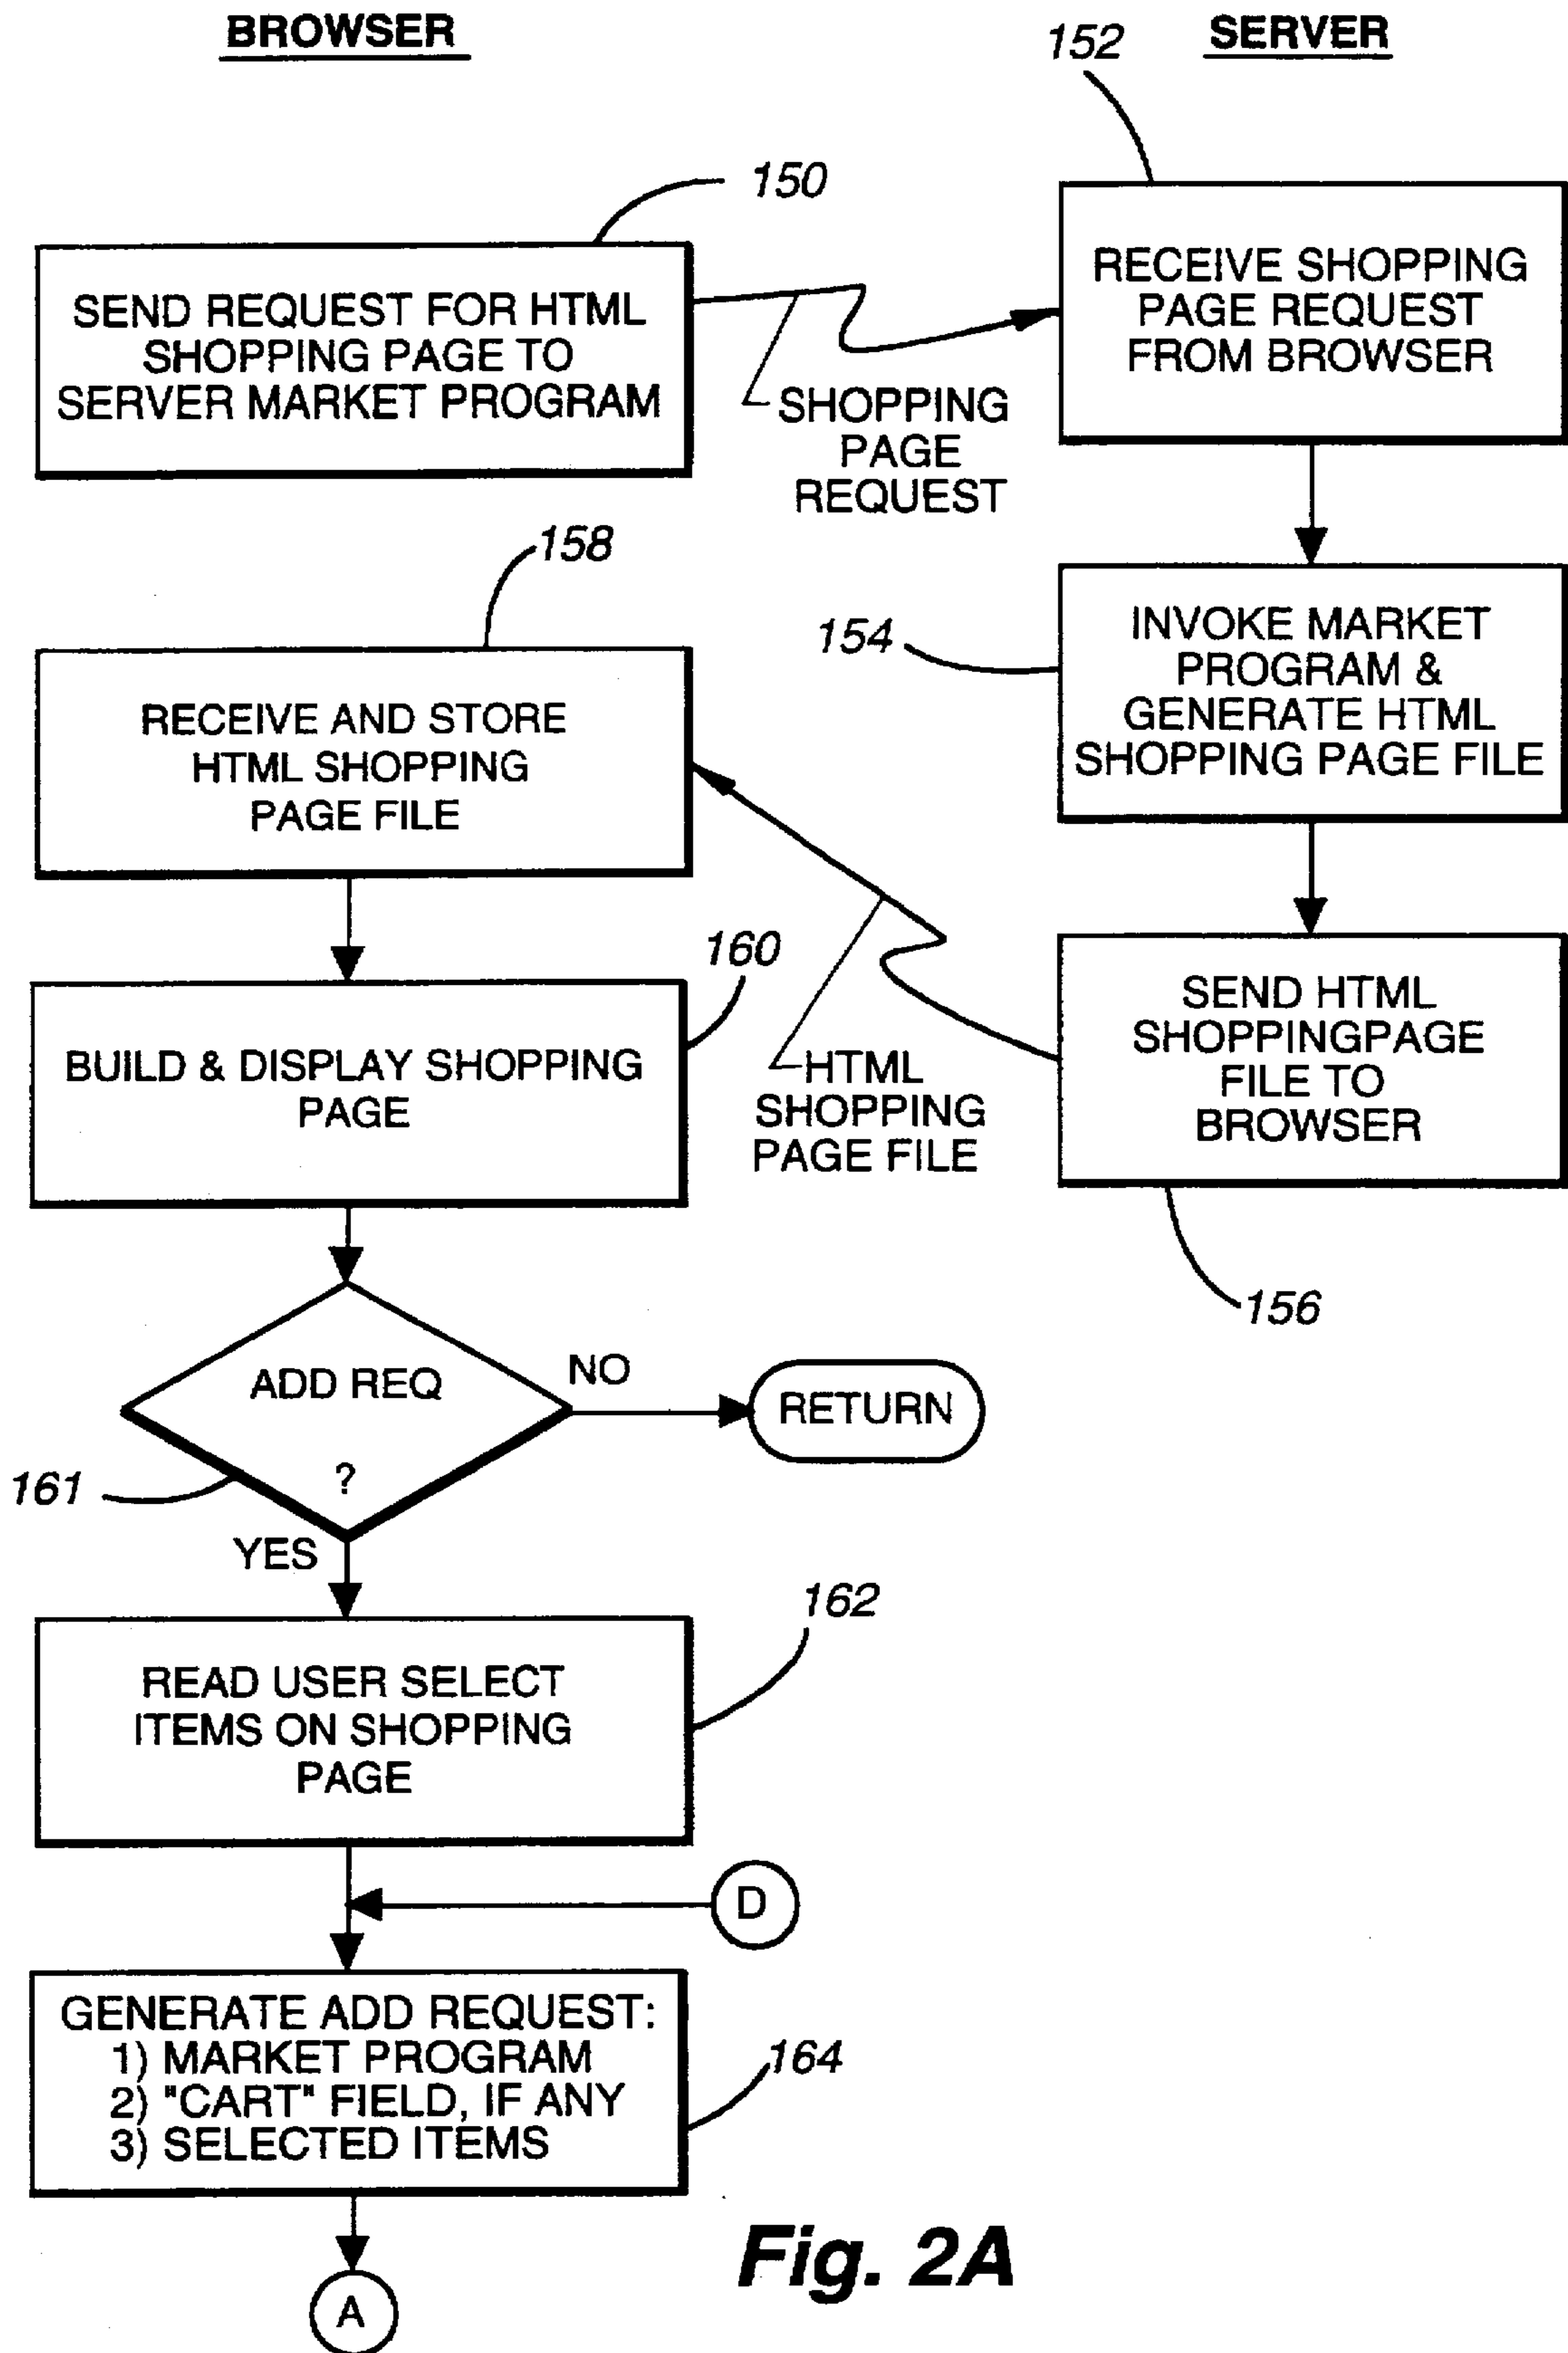 BROWSER
SERVER
152
150
SEND REQUEST FOR HTML
SHOPPING PAGE TO
SERVER MARKET PROGRAM
RECEIVE SHOPPING
PAGE REQUEST
FROM BROWSER
SHOPPING
PAGE
REQUEST
158
154
INVOKE MARKET
PROGRAM &
GENERATE HTML
SHOPPING PAGE FILE
RECEIVE AND STORE
HTML SHOPPING
PAGE FILE
160
SEND HTML
SHOPPINGPAGE
FILE TO
BROWSER
BUILD & DISPLAY SHOPPING
PAGE
HTML
SHOPPING
PAGE FILE
156
ADD REQ
?
NO
RETURN
161
YES
162
READ USER SELECT
ITEMS ON SHOPPING
PAGE
D
GENERATE ADD REQUEST:
1) MARKET PROGRAM
2) "CART" FIELD, IF ANY
3) SELECTED ITEMS
164
A
Fig. 2A